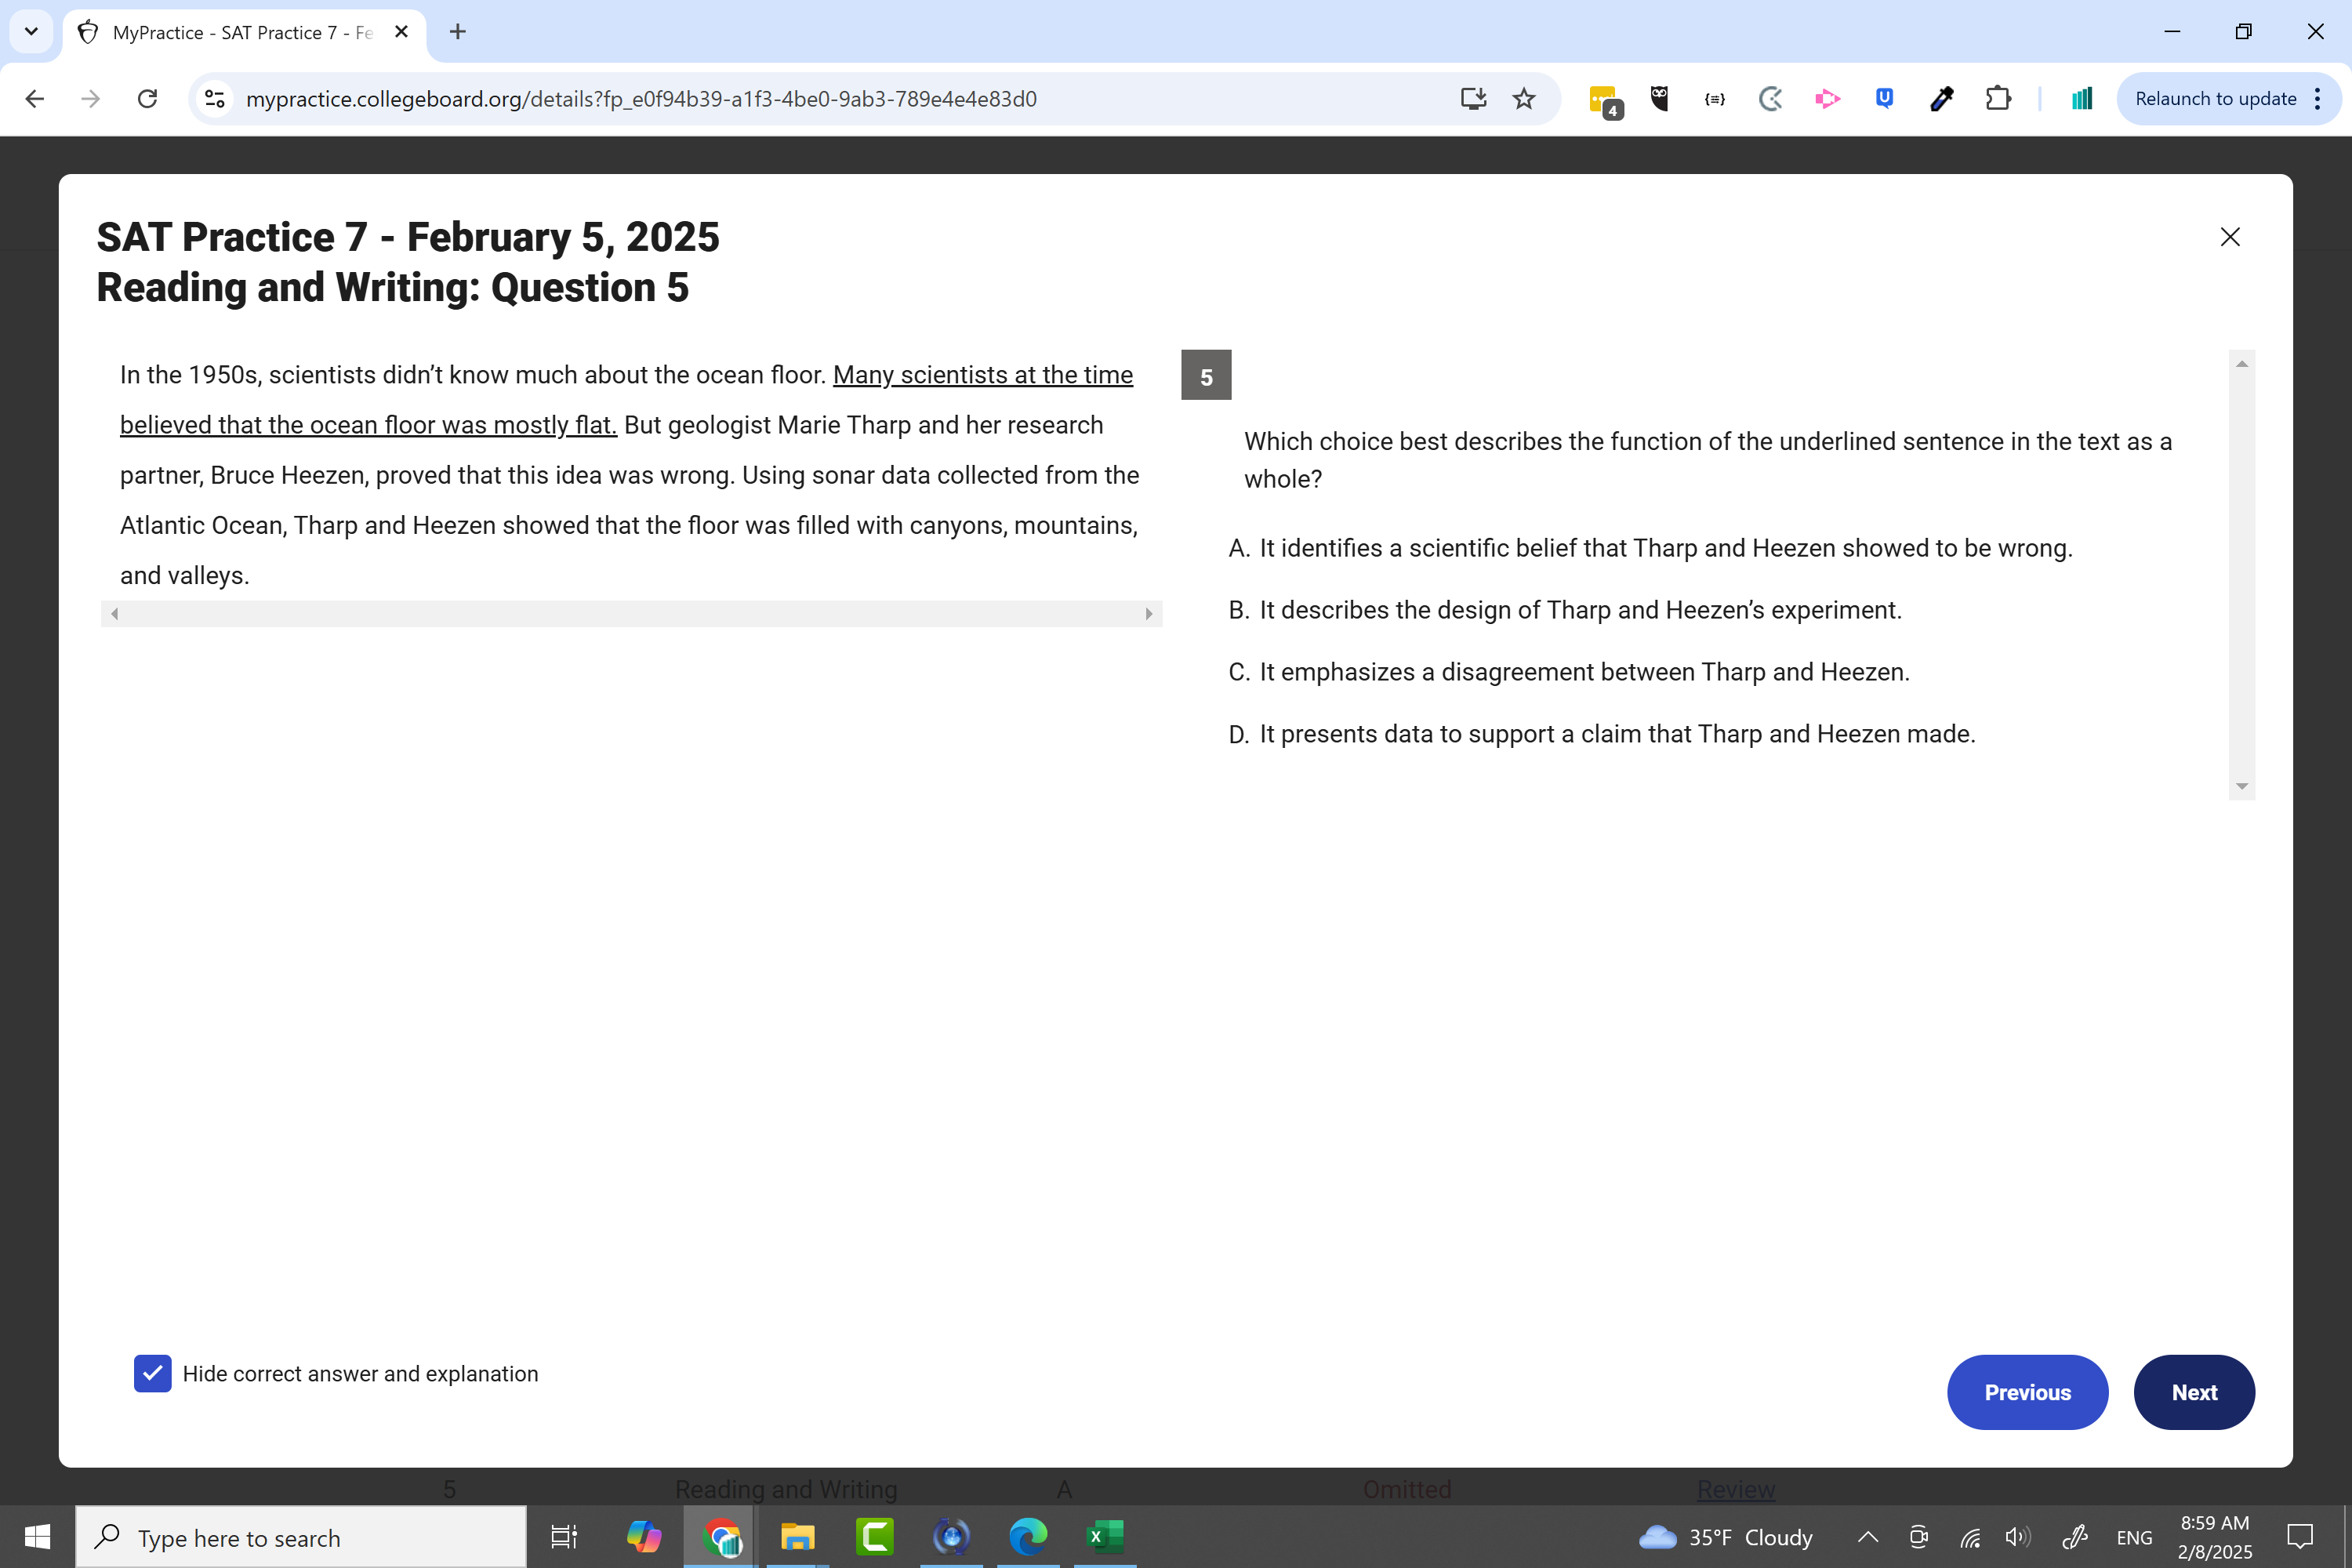 MyPractice - SAT Practice 7 - Fe
mypractice.collegeboard.org/details?fp_e0f94b39-a1f3-4be0-9ab3-789e4e4e83d0
4
Relaunch to update
SAT Practice 7 - February 5, 2025
Reading and Writing: Question 5
In the 1950s, scientists didn’t know much about the ocean floor. Many scientists at the time
believed that the ocean floor was mostly flat. But geologist Marie Tharp and her research
partner, Bruce Heezen, proved that this idea was wrong. Using sonar data collected from the
Atlantic Ocean, Tharp and Heezen showed that the floor was filled with canyons, mountains,
and valleys.
5
Which choice best describes the function of the underlined sentence in the text as a
whole?
A. It identifies a scientific belief that Tharp and Heezen showed to be wrong.
B. It describes the design of Tharp and Heezen’s experiment.
C. It emphasizes a disagreement between Tharp and Heezen.
D. It presents data to support a claim that Tharp and Heezen made.
Hide correct answer and explanation
Previous
Next
5 Reading and Writing A Omitted Review
Type here to search
35°F Cloudy
ENG
8:59 AM
2/8/2025